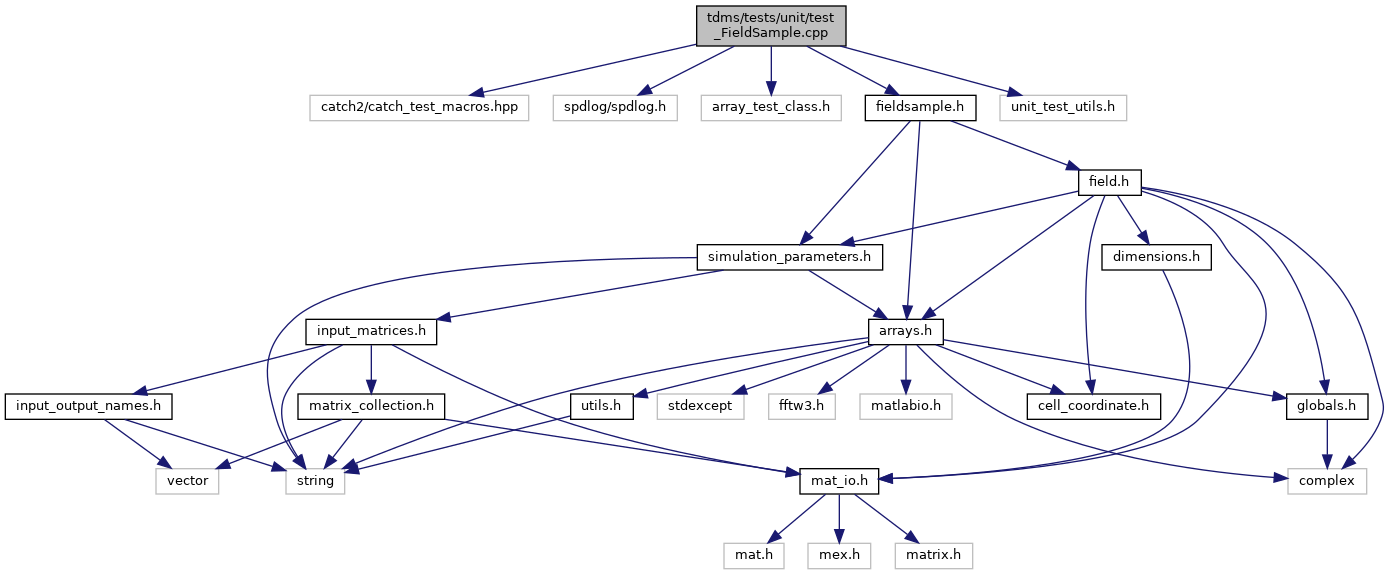 tdms/tests/unit/test
_FieldSample.cpp
catch2/catch_test_macros.hpp
spdlog/spdlog.h
array_test_class.h
fieldsample.h
unit_test_utils.h
field.h
simulation_parameters.h
dimensions.h
input_matrices.h
arrays.h
input_output_names.h
matrix_collection.h
utils.h
stdexcept
fftw3.h
matlabio.h
cell_coordinate.h
globals.h
vector
string
mat_io.h
complex
mat.h
mex.h
matrix.h